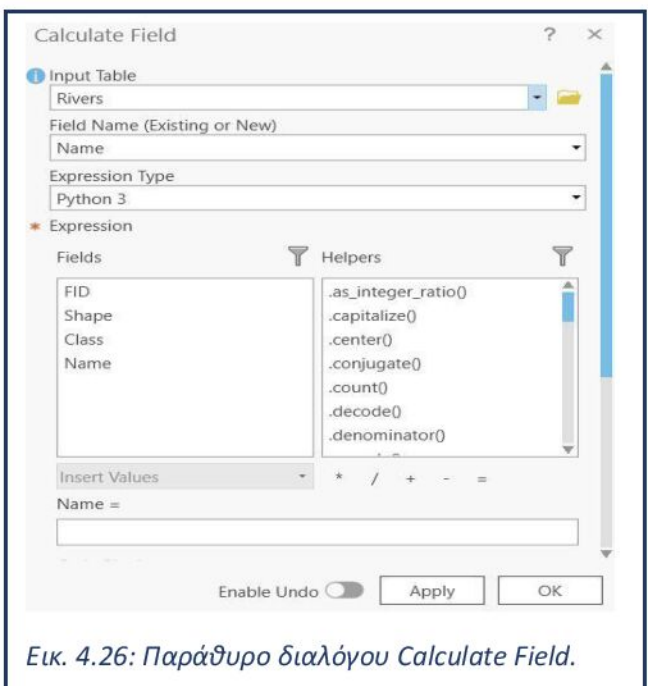 Calculate Field ? ×
Input Table
Rivers
Field Name (Existing or New)
Name
Expression Type
Python 3
* Expression
Fields Helpers
FID .as_integer_ratio()
Shape .capitalize()
Class .center()
Name .conjugate()
.count()
.decode()
.denominator()
Insert Values * / + - =
Name =
Enable Undo Apply OK
Εικ. 4.26: Παράθυρο διαλόγου Calculate Field.